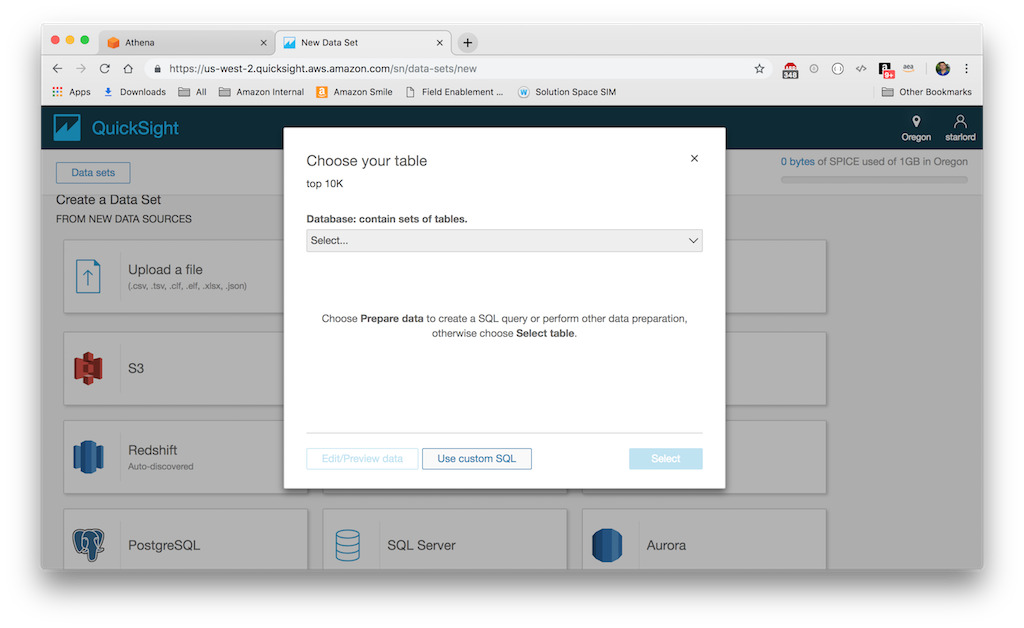 Athena
New Data Set
https://us-west-2.quicksight.aws.amazon.com/sn/data-sets/new
348
9+
aea
Apps
Downloads
All
Amazon Internal
Amazon Smile
Field Enablement ...
Solution Space SIM
Other Bookmarks
QuickSight
Oregon
starlord
Data sets
0 bytes of SPICE used of 1GB in Oregon
Create a Data Set
FROM NEW DATA SOURCES
Upload a file
(.csv, .tsv, .clf, .elf, .xlsx, .json)
S3
Redshift
Auto-discovered
PostgreSQL
SQL Server
Aurora
Choose your table
top 10K
Database: contain sets of tables.
Select...
Choose Prepare data to create a SQL query or perform other data preparation,
otherwise choose Select table.
Edit/Preview data
Use custom SQL
Select